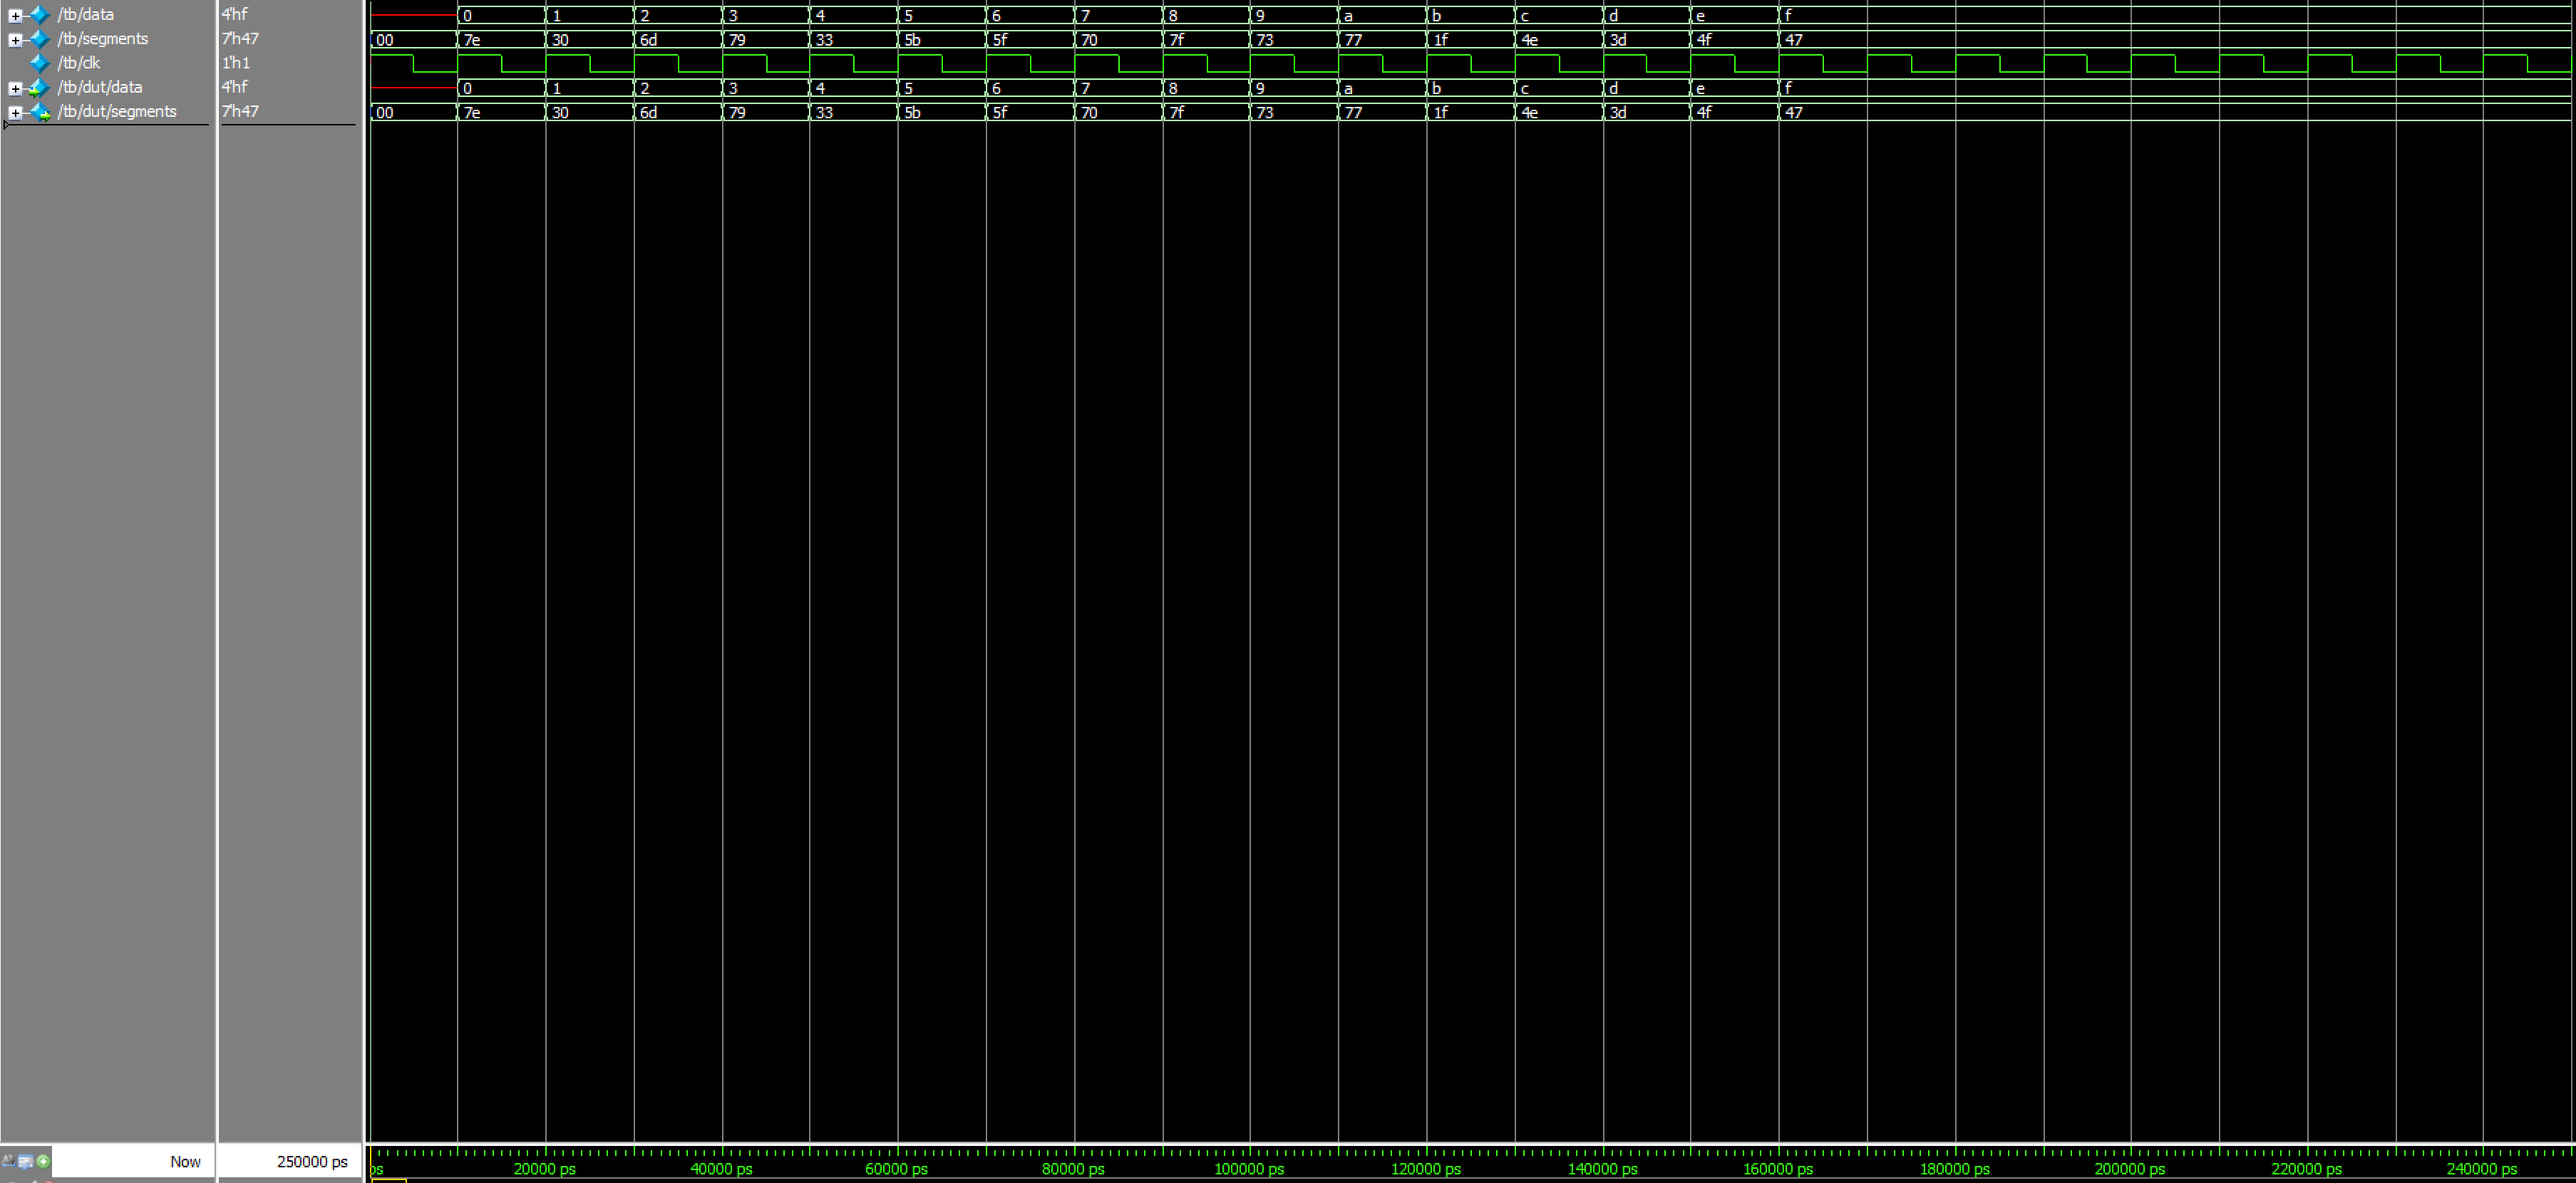 /tb/data 4'hf 0 1 2 3 4 5 6 7 8 9 a b c d e f
/tb/segments 7'h47 00 7e 30 6d 79 33 5b 5f 70 7f 73 77 1f 4e 3d 4f 47
/tb/clk 1'h1
/tb/dut/data 4'hf 0 1 2 3 4 5 6 7 8 9 a b c d e f
/tb/dut/segments 7'h47 00 7e 30 6d 79 33 5b 5f 70 7f 73 77 1f 4e 3d 4f 47
Now 250000 ps ps 20000 ps 40000 ps 60000 ps 80000 ps 100000 ps 120000 ps 140000 ps 160000 ps 180000 ps 200000 ps 220000 ps 240000 ps